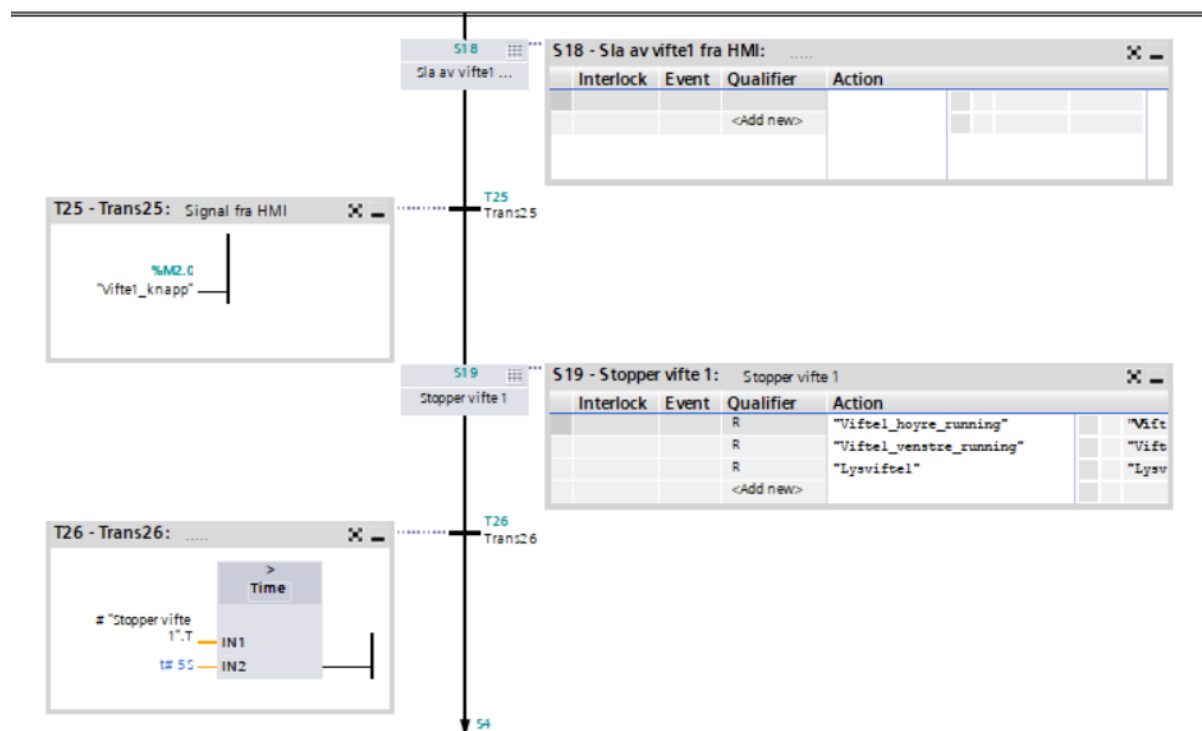 S18
Sla av vifte1 ...
S18 - Sla av vifte1 fra HMI: .....
Interlock Event Qualifier Action
<Add new>
T25 - Trans25: Signal fra HMI
%M2.0
"Vifte1_knapp"
T25
Trans25
S19
Stopper vifte 1
S19 - Stopper vifte 1: Stopper vifte 1
Interlock Event Qualifier Action
R "Vifte1_hoyre_running" "Vift
R "Vifte1_venstre_running" "Vift
R "Lysvifte1" "Lysv
<Add new>
T26 - Trans26: .....
>
Time
# "Stopper vifte
1".T
IN1
t# 5S IN2
T26
Trans26
S4